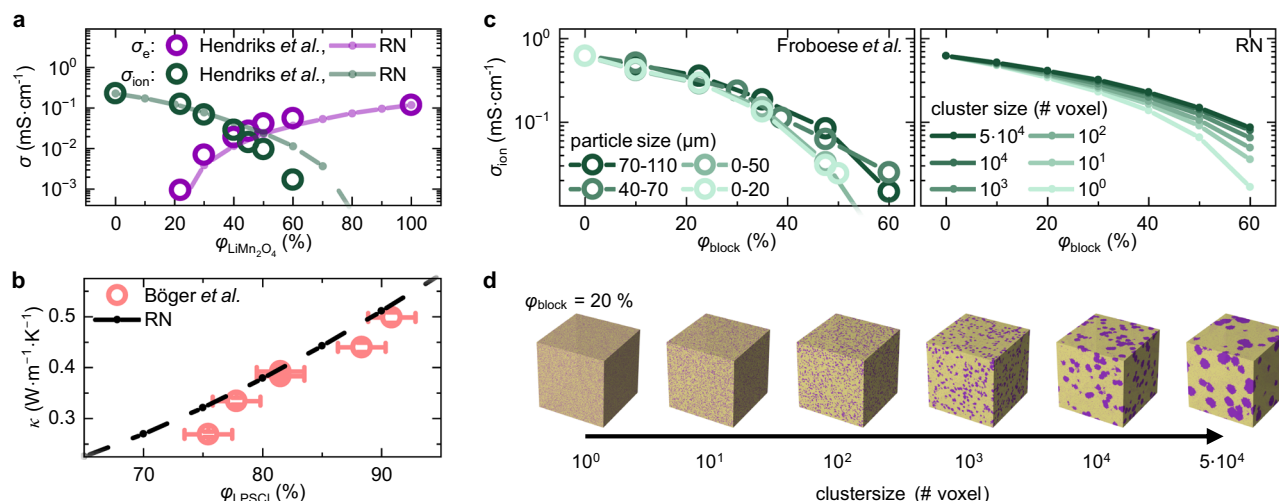 a
σe: Hendriks et al., RN
σion: Hendriks et al., RN
σ (mS·cm⁻¹)
10⁰
10⁻¹
10⁻²
10⁻³
0 20 40 60 80 100
φLiMn₂O₄ (%)
b
Böger et al.
RN
κ (W·m⁻¹·K⁻¹)
0.5
0.4
0.3
70 80 90
φLPSCl (%)
c
Froboese et al.
σion (mS·cm⁻¹)
10⁰
10⁻¹
particle size (μm)
70-110 0-50
40-70 0-20
0 20 40 60
φblock (%)
RN
cluster size (# voxel)
5·10⁴ 10²
10⁴ 10¹
10³ 10⁰
0 20 40 60
φblock (%)
d
φblock = 20 %
10⁰ 10¹ 10² 10³ 10⁴ 5·10⁴
clustersize (# voxel)